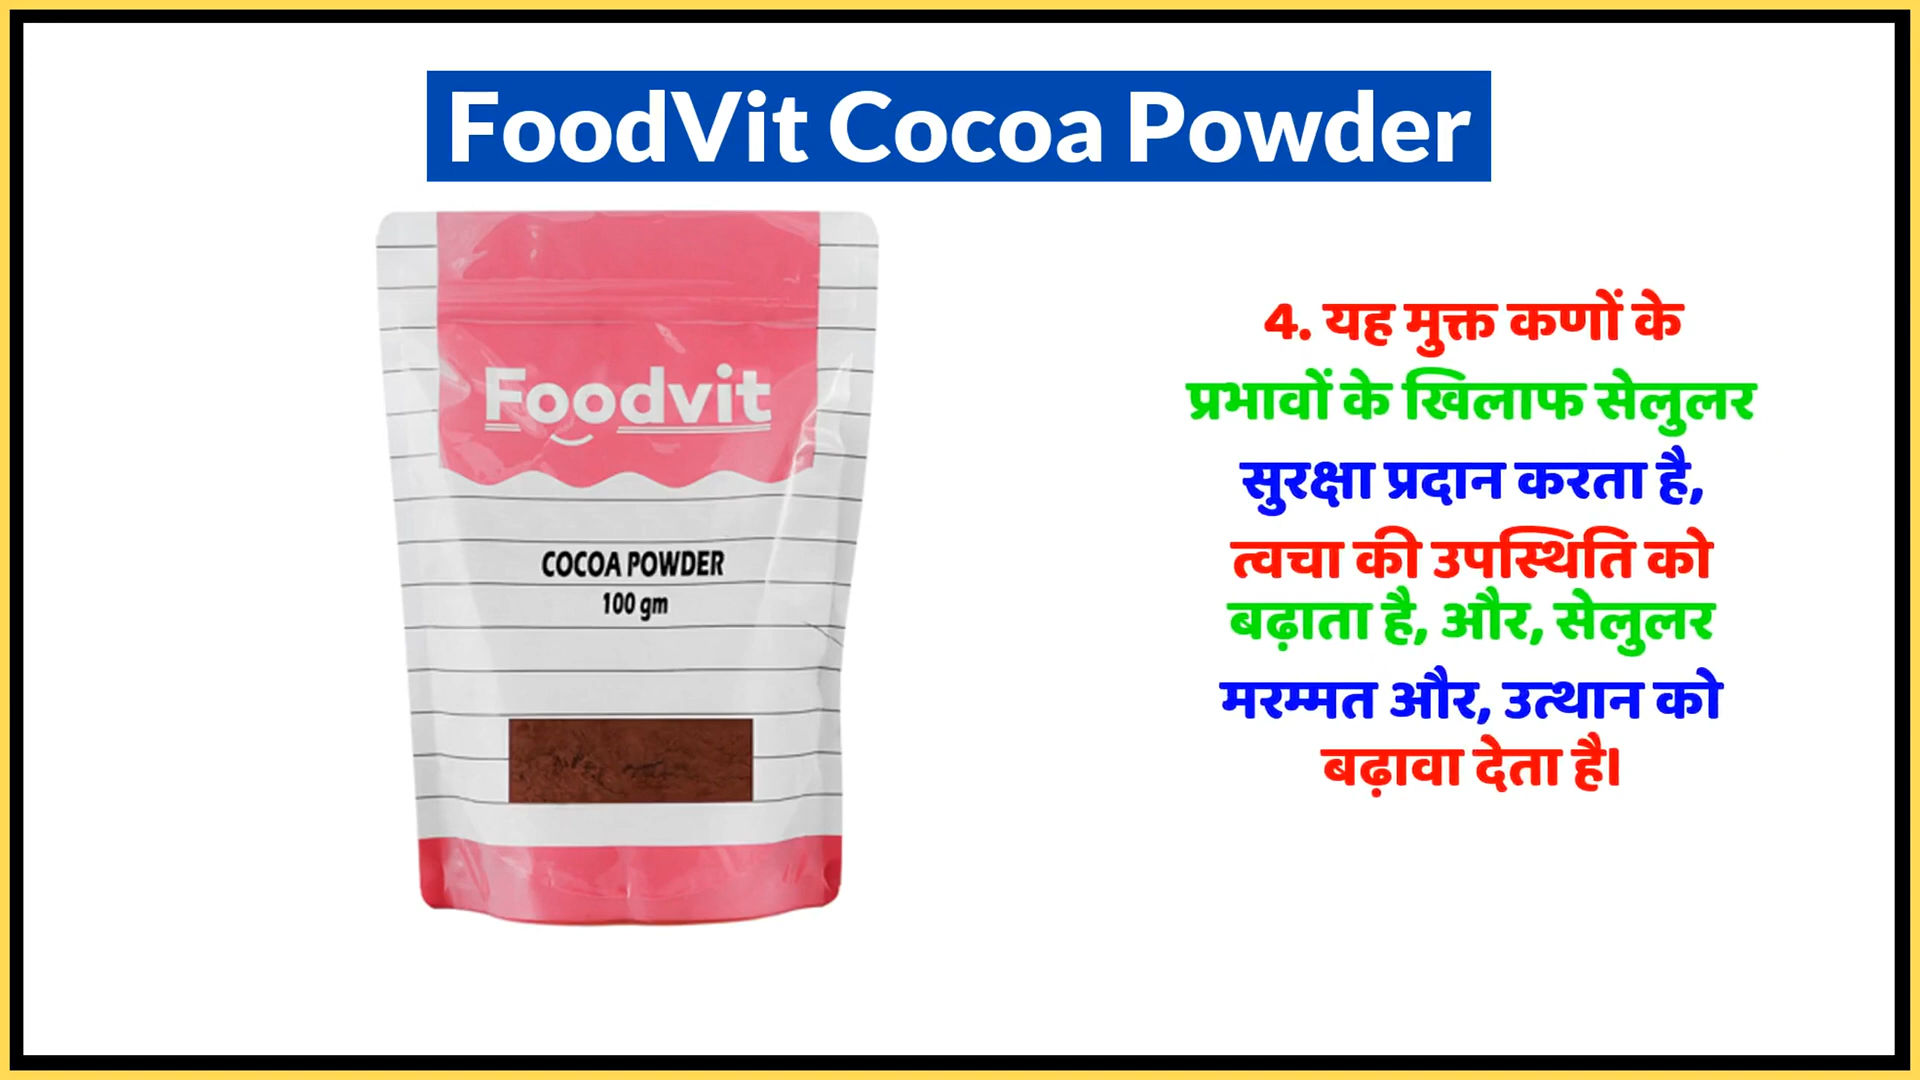 FoodVit Cocoa Powder
Foodvit
COCOA POWDER
100 gm
4. यह मुक्त कणों के
प्रभावों के खिलाफ सेलुलर
सुरक्षा प्रदान करता है,
त्वचा की उपस्थिति को
बढ़ाता है, और, सेलुलर
मरम्मत और, उत्थान को
बढ़ावा देता है।